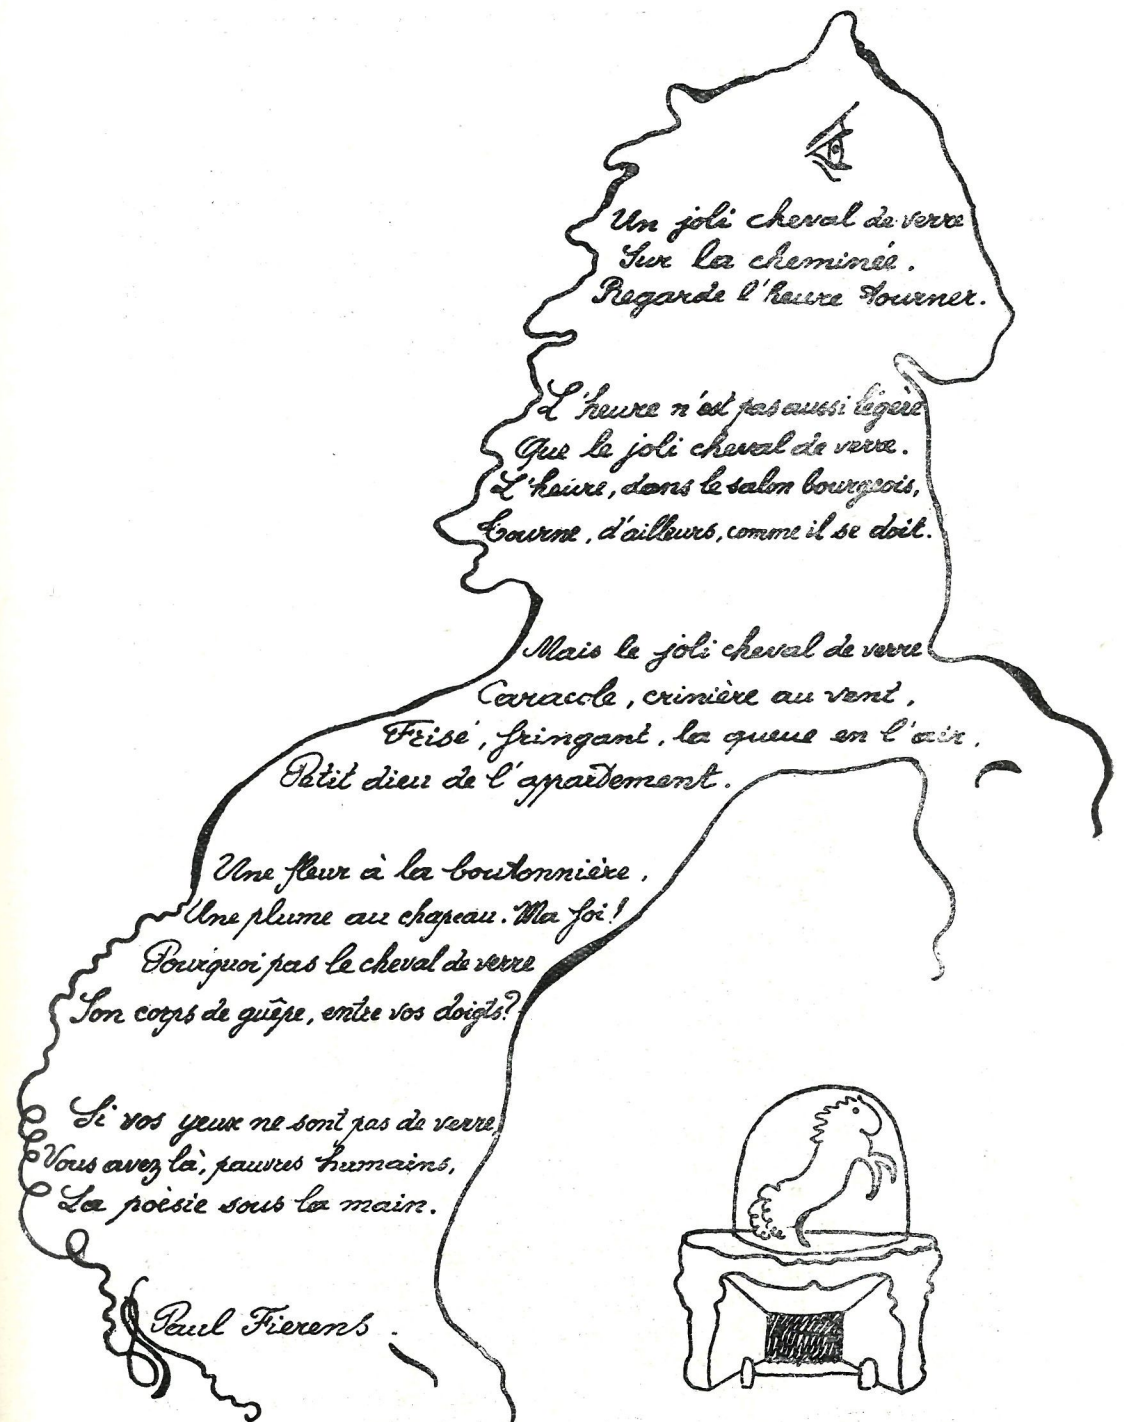 Un joli cheval de verre
Sur la cheminée.
Regarde l'heure tourner.
L'heure n'est pas aussi légère
Que le joli cheval de verre.
L'heure, dans le salon bourgeois,
Tourne, d'ailleurs, comme il se doit.
Mais le joli cheval de verre
Caracole, crinière au vent,
Frisé, fringant, la queue en l'air,
Petit dieu de l'appartement.
Une fleur à la boutonnière,
Une plume au chapeau. Ma foi!
Pourquoi pas le cheval de verre
Son corps de guêpe, entre vos doigts?
Si vos yeux ne sont pas de verre,
Vous avez là, pauvres humains,
La poésie sous la main.
Paul Fierens.